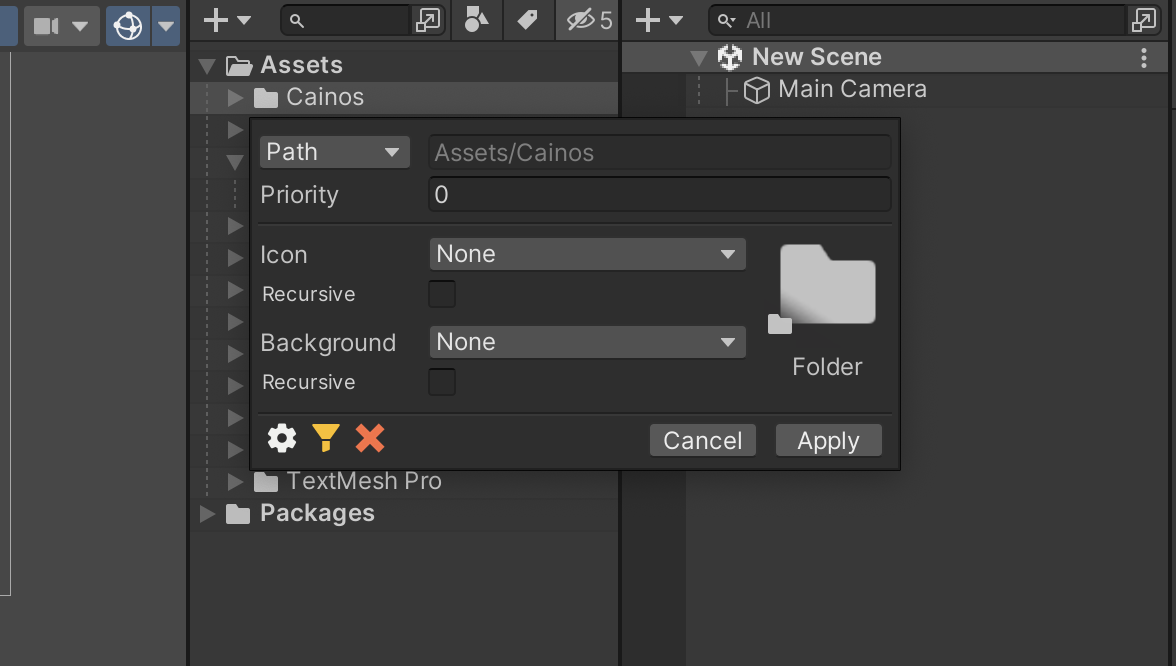 5
All
Assets
New Scene
Cainos
Main Camera
Path
Assets/Cainos
Priority
0
Icon
None
Recursive
Background
None
Recursive
Folder
Cancel
Apply
TextMesh Pro
Packages